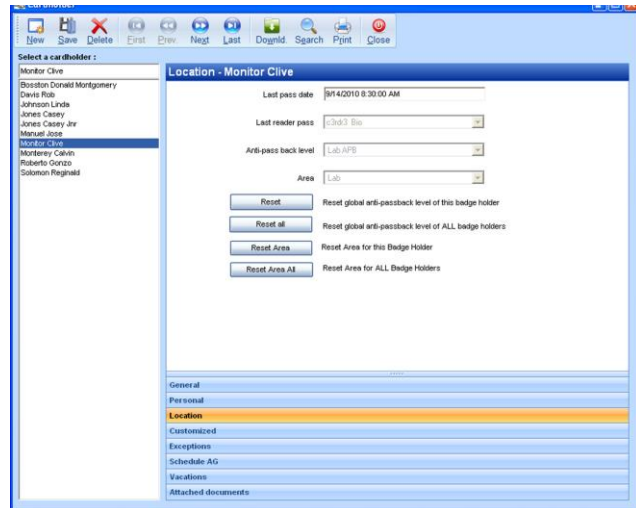 Cardholder
New Save Delete First Prev. Next Last Downld. Search Print Close
Select a cardholder :
Monitor Clive
Bosston Donald Montgomery
Davis Rob
Johnson Linda
Jones Casey
Jones Casey Jnr
Manuel Jose
Monitor Clive
Monterey Calvin
Roberto Gonzo
Solomon Reginald
Location - Monitor Clive
Last pass date 9/14/2010 8:30:00 AM
Last reader pass c3rd/3 Bio
Anti-pass back level Lab APB
Area Lab
Reset Reset global anti-passback level of this badge holder
Reset all Reset global anti-passback level of ALL badge holders
Reset Area Reset Area for this Badge Holder
Reset Area All Reset Area for ALL Badge Holders
General
Personal
Location
Customized
Exceptions
Schedule AG
Vacations
Attached documents